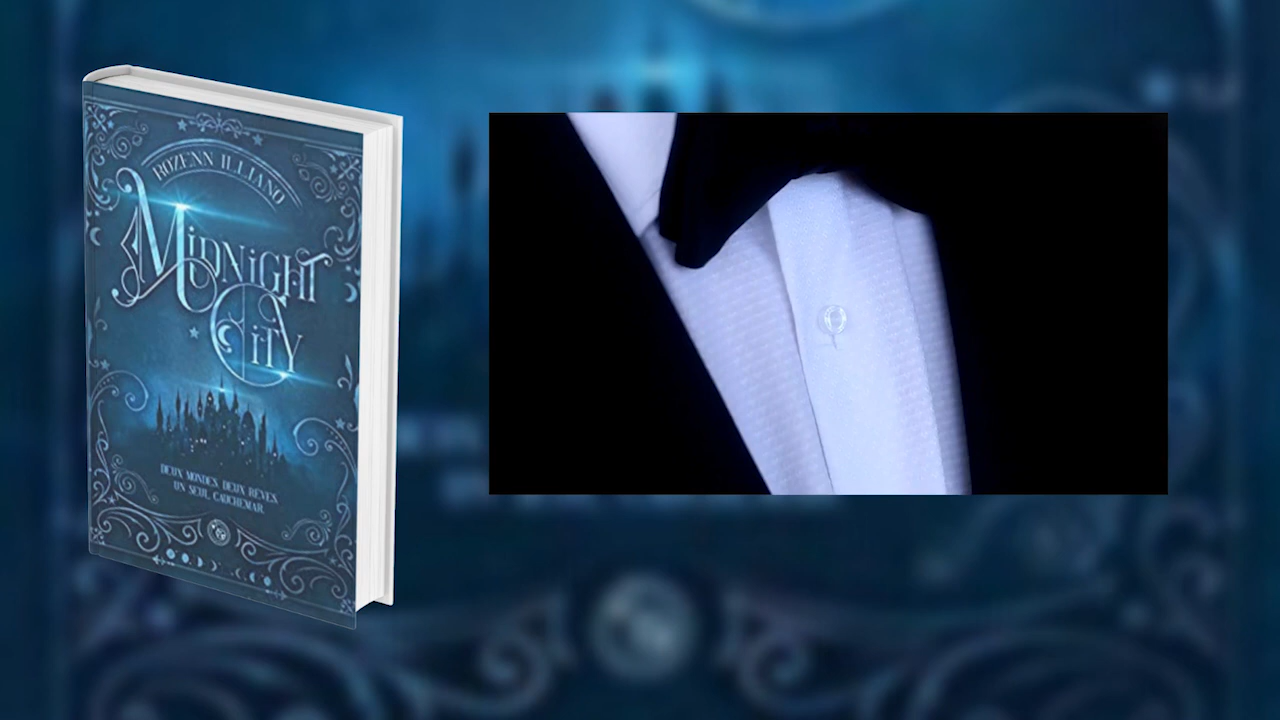 ROZENN ILLIANO
MiDNiGHT
CiTY
DEUX MONDES, DEUX RÊVES,
UN SEUL CAUCHEMAR.